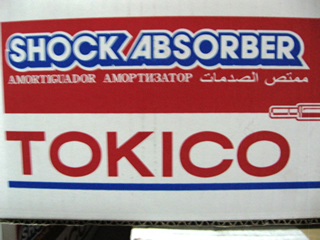 SHOCK ABSORBER
AMORTIGUADOR АМОРТИЗАТОР ممتص الصدمات
TOKICO